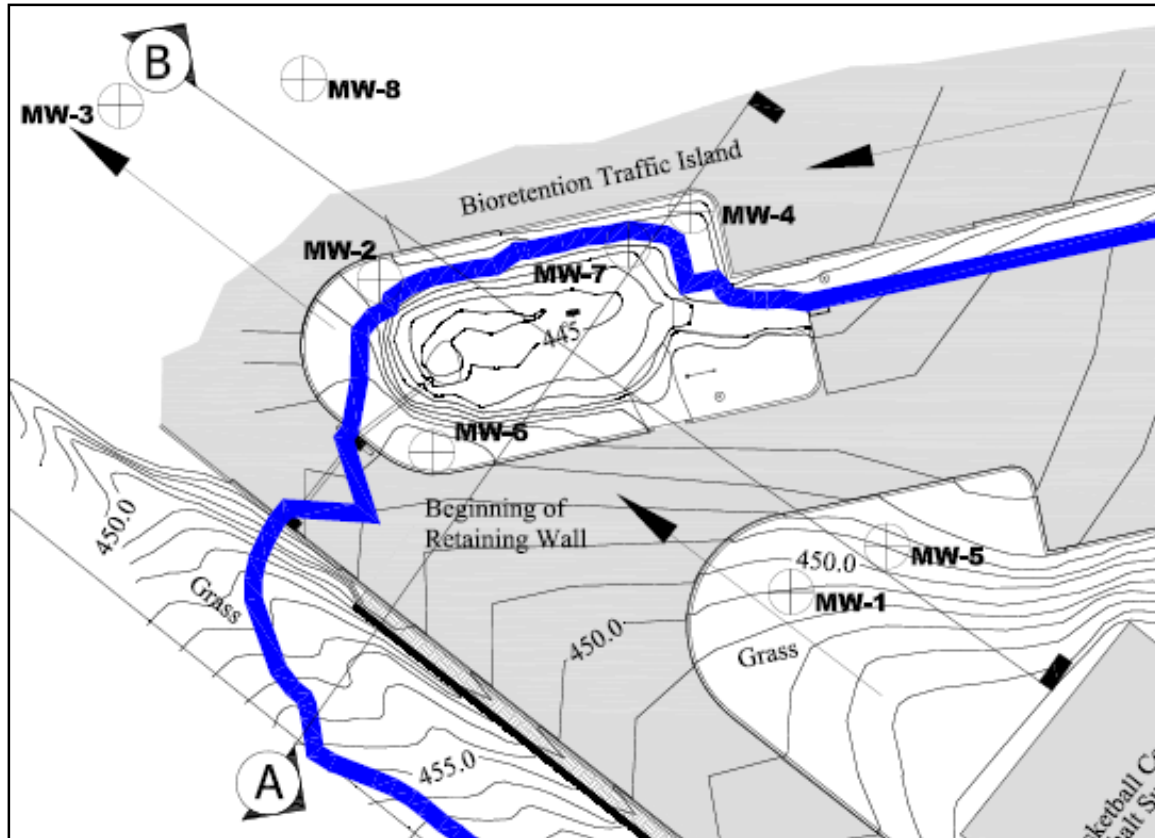 B
MW-8
MW-3
Bioretention Traffic Island
MW-4
MW-2
MW-7
445
MW-6
Beginning of
Retaining Wall
450.0
Grass
450.0
MW-5
MW-1
450.0
Grass
455.0
A